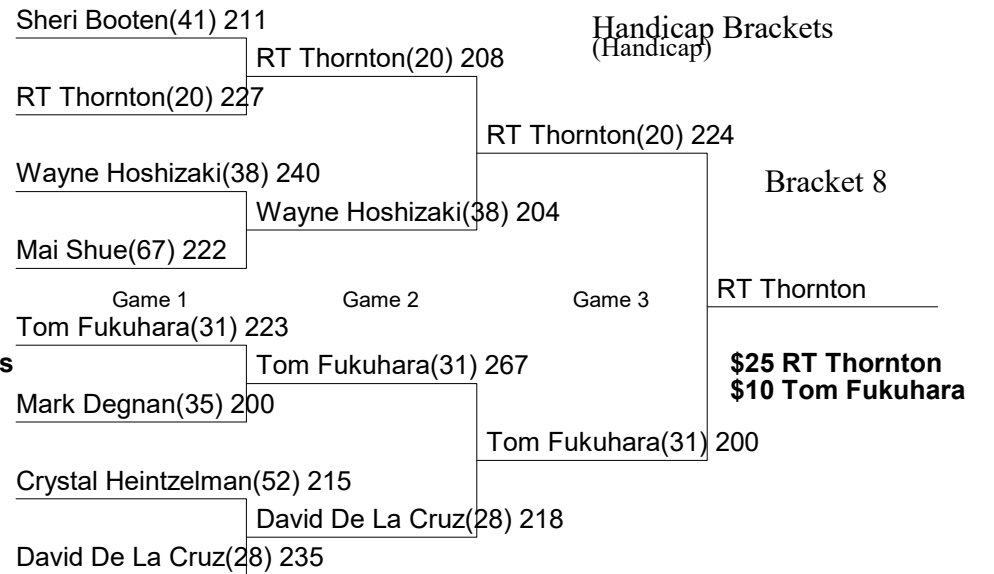 Sheri Booten(41) 211
Handicap Brackets
(Handicap)
RT Thornton(20) 208
RT Thornton(20) 227
RT Thornton(20) 224
Wayne Hoshizaki(38) 240
Bracket 8
Wayne Hoshizaki(38) 204
Mai Shue(67) 222
Game 1
Game 2
Game 3
RT Thornton
Tom Fukuhara(31) 223
s
Tom Fukuhara(31) 267
$25 RT Thornton
$10 Tom Fukuhara
Mark Degnan(35) 200
Tom Fukuhara(31) 200
Crystal Heintzelman(52) 215
David De La Cruz(28) 218
David De La Cruz(28) 235